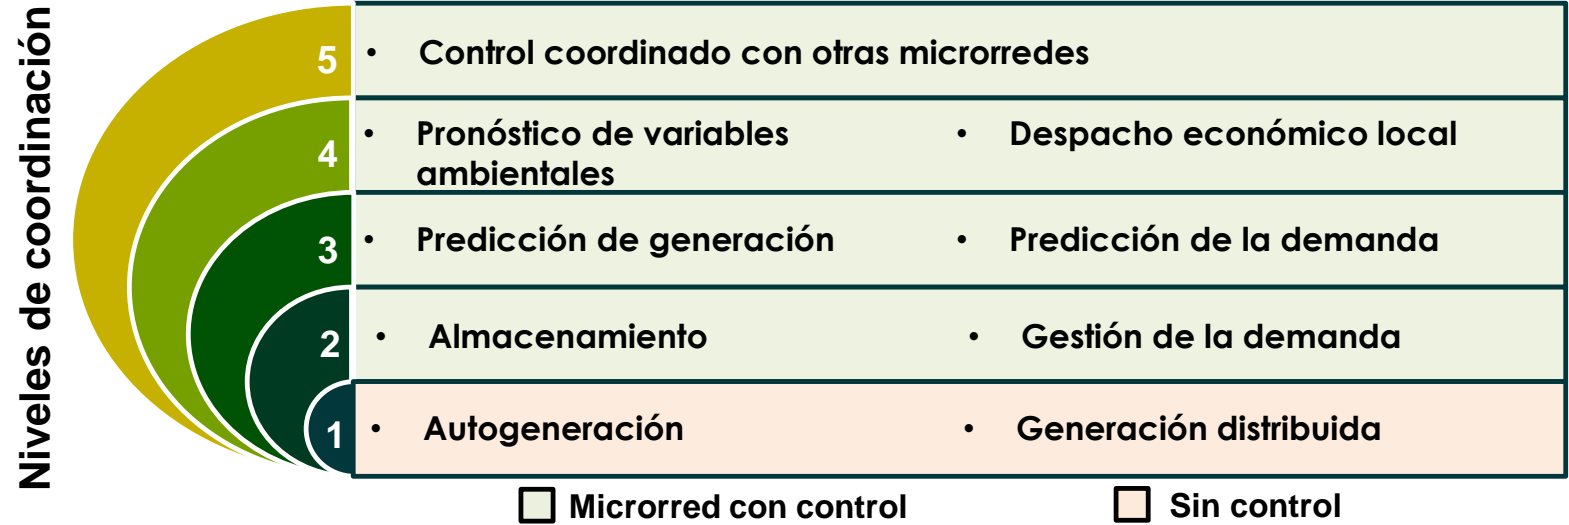 Niveles de coordinación
5
• Control coordinado con otras microrredes
4
• Pronóstico de variables
ambientales
• Despacho económico local
3
• Predicción de generación
• Predicción de la demanda
2
• Almacenamiento
• Gestión de la demanda
1
• Autogeneración
• Generación distribuida
Microrred con control
Sin control